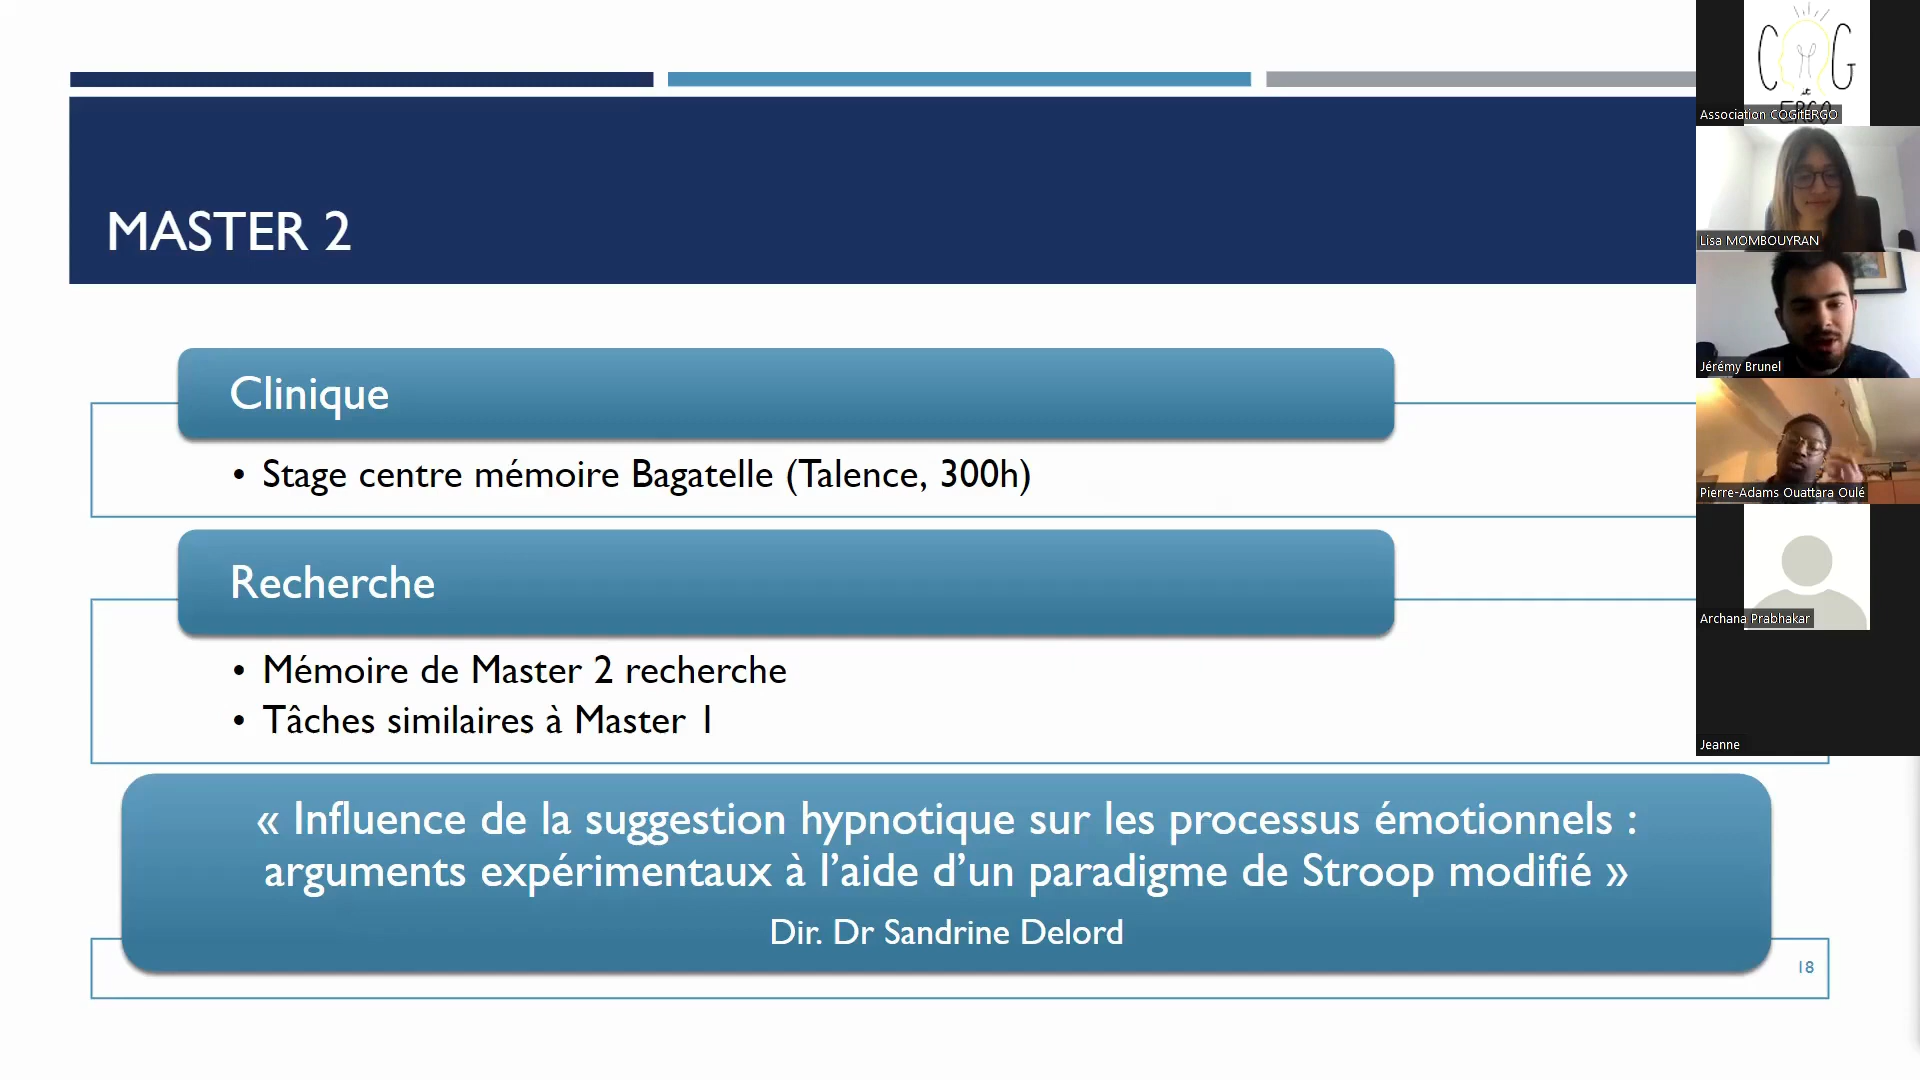 MASTER 2
Clinique
• Stage centre mémoire Bagatelle (Talence, 300h)
Recherche
• Mémoire de Master 2 recherche
• Tâches similaires à Master 1
« Influence de la suggestion hypnotique sur les processus émotionnels :
arguments expérimentaux à l’aide d’un paradigme de Stroop modifié »
Dir. Dr Sandrine Delord
18
C G
it
ERGO
Association COGitERGO
Lisa MOMBOUYRAN
Jérémy Brunel
Pierre-Adams Ouattara Oulé
Archana Prabhakar
Jeanne